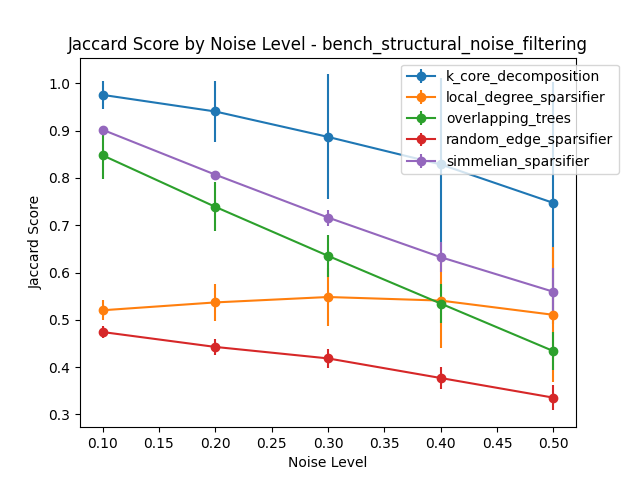 Jaccard Score by Noise Level - bench_structural_noise_filtering
k_core_decomposition
local_degree_sparsifier
overlapping_trees
random_edge_sparsifier
simmelian_sparsifier
Jaccard Score
1.0
0.9
0.8
0.7
0.6
0.5
0.4
0.3
0.10
0.15
0.20
0.25
0.30
0.35
0.40
0.45
0.50
Noise Level